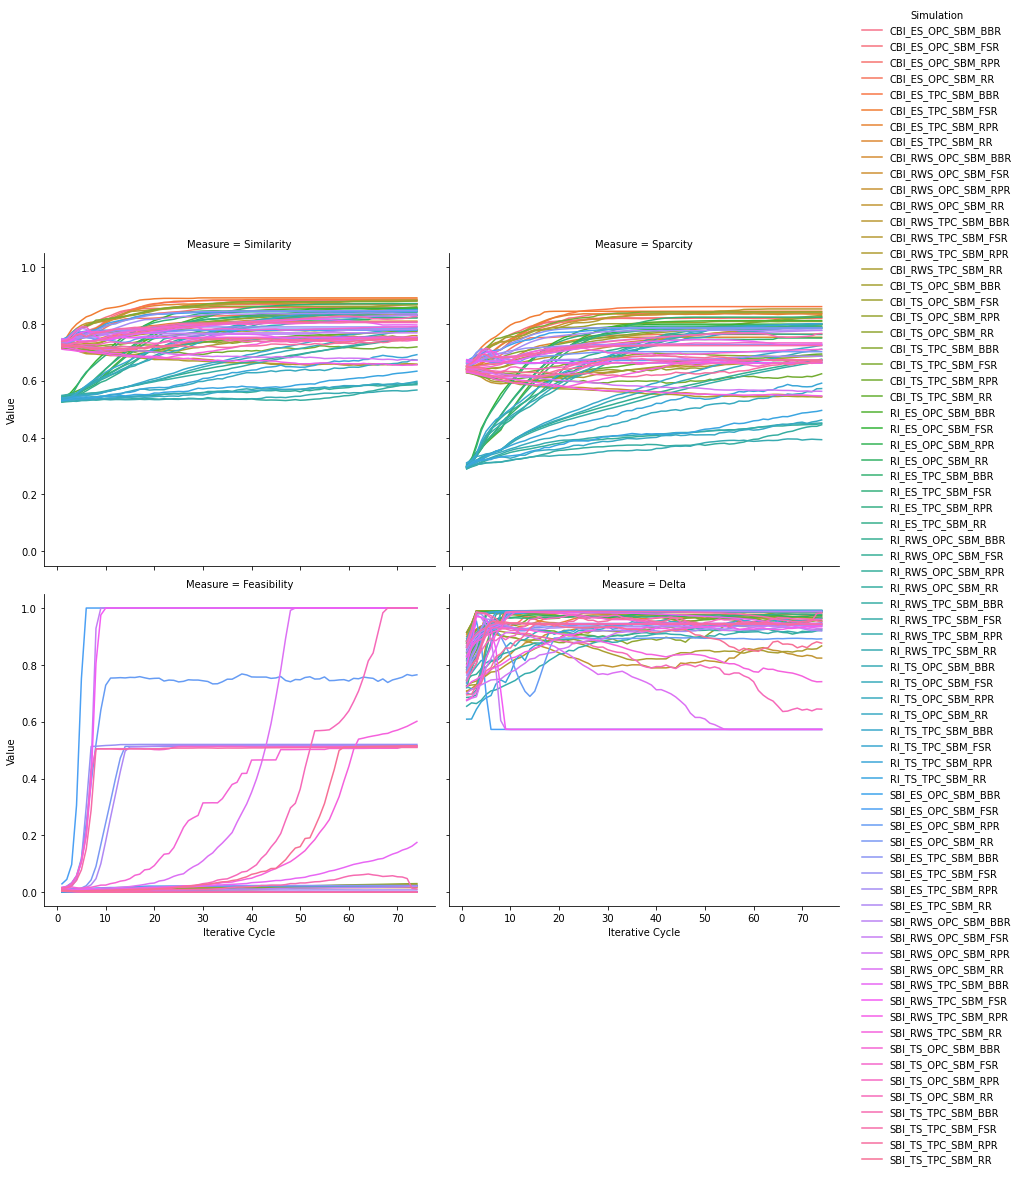 Simulation
CBI_ES_OPC_SBM_BBR
CBI_ES_OPC_SBM_FSR
CBI_ES_OPC_SBM_RPR
CBI_ES_OPC_SBM_RR
CBI_ES_TPC_SBM_BBR
CBI_ES_TPC_SBM_FSR
CBI_ES_TPC_SBM_RPR
CBI_ES_TPC_SBM_RR
CBI_RWS_OPC_SBM_BBR
CBI_RWS_OPC_SBM_FSR
CBI_RWS_OPC_SBM_RPR
CBI_RWS_OPC_SBM_RR
CBI_RWS_TPC_SBM_BBR
CBI_RWS_TPC_SBM_FSR
CBI_RWS_TPC_SBM_RPR
CBI_RWS_TPC_SBM_RR
CBI_TS_OPC_SBM_BBR
CBI_TS_OPC_SBM_FSR
CBI_TS_OPC_SBM_RPR
CBI_TS_OPC_SBM_RR
CBI_TS_TPC_SBM_BBR
CBI_TS_TPC_SBM_FSR
CBI_TS_TPC_SBM_RPR
CBI_TS_TPC_SBM_RR
RI_ES_OPC_SBM_BBR
RI_ES_OPC_SBM_FSR
RI_ES_OPC_SBM_RPR
RI_ES_OPC_SBM_RR
RI_ES_TPC_SBM_BBR
RI_ES_TPC_SBM_FSR
RI_ES_TPC_SBM_RPR
RI_ES_TPC_SBM_RR
RI_RWS_OPC_SBM_BBR
RI_RWS_OPC_SBM_FSR
RI_RWS_OPC_SBM_RPR
RI_RWS_OPC_SBM_RR
RI_RWS_TPC_SBM_BBR
RI_RWS_TPC_SBM_FSR
RI_RWS_TPC_SBM_RPR
RI_RWS_TPC_SBM_RR
RI_TS_OPC_SBM_BBR
RI_TS_OPC_SBM_FSR
RI_TS_OPC_SBM_RPR
RI_TS_OPC_SBM_RR
RI_TS_TPC_SBM_BBR
RI_TS_TPC_SBM_FSR
RI_TS_TPC_SBM_RPR
RI_TS_TPC_SBM_RR
SBI_ES_OPC_SBM_BBR
SBI_ES_OPC_SBM_FSR
SBI_ES_OPC_SBM_RPR
SBI_ES_OPC_SBM_RR
SBI_ES_TPC_SBM_BBR
SBI_ES_TPC_SBM_FSR
SBI_ES_TPC_SBM_RPR
SBI_ES_TPC_SBM_RR
SBI_RWS_OPC_SBM_BBR
SBI_RWS_OPC_SBM_FSR
SBI_RWS_OPC_SBM_RPR
SBI_RWS_OPC_SBM_RR
SBI_RWS_TPC_SBM_BBR
SBI_RWS_TPC_SBM_FSR
SBI_RWS_TPC_SBM_RPR
SBI_RWS_TPC_SBM_RR
SBI_TS_OPC_SBM_BBR
SBI_TS_OPC_SBM_FSR
SBI_TS_OPC_SBM_RPR
SBI_TS_OPC_SBM_RR
SBI_TS_TPC_SBM_BBR
SBI_TS_TPC_SBM_FSR
SBI_TS_TPC_SBM_RPR
SBI_TS_TPC_SBM_RR
Measure = Similarity
1.0
0.8
0.6
0.4
0.2
0.0
Value
Measure = Sparcity
Measure = Feasibility
1.0
0.8
0.6
0.4
0.2
0.0
Value
0 10 20 30 40 50 60 70
Iterative Cycle
Measure = Delta
0 10 20 30 40 50 60 70
Iterative Cycle